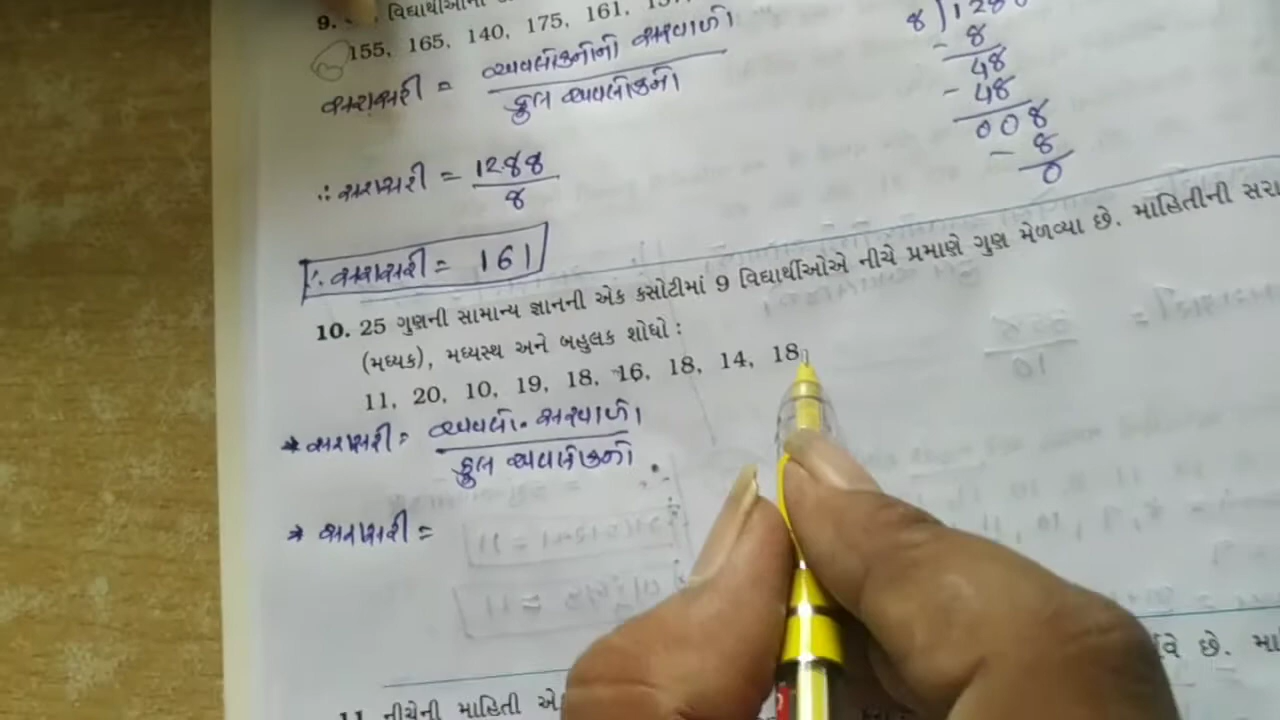 9. વિદ્યાર્થીઓની
155, 165, 140, 175, 161,
સરાસરી = અવલોકનોનો સરવાળો
કુલ અવલોકનો
8)1288
- 8
48
- 48
008
- 8
0
∴ સરાસરી = 1288
8
∴ સરાસરી = 161
10. 25 ગુણની સામાન્ય જ્ઞાનની એક કસોટીમાં 9 વિદ્યાર્થીઓએ નીચે પ્રમાણે ગુણ મેળવ્યા છે. માહિતીની
(મધ્યક), મધ્યસ્થ અને બહુલક શોધો :
11, 20, 10, 19, 18, 16, 18, 14, 18
→ સરાસરી = અવલો. સરવાળો
કુલ અવલોકનો
→ સરાસરી =
છે.
11. નીચેની માહિતી